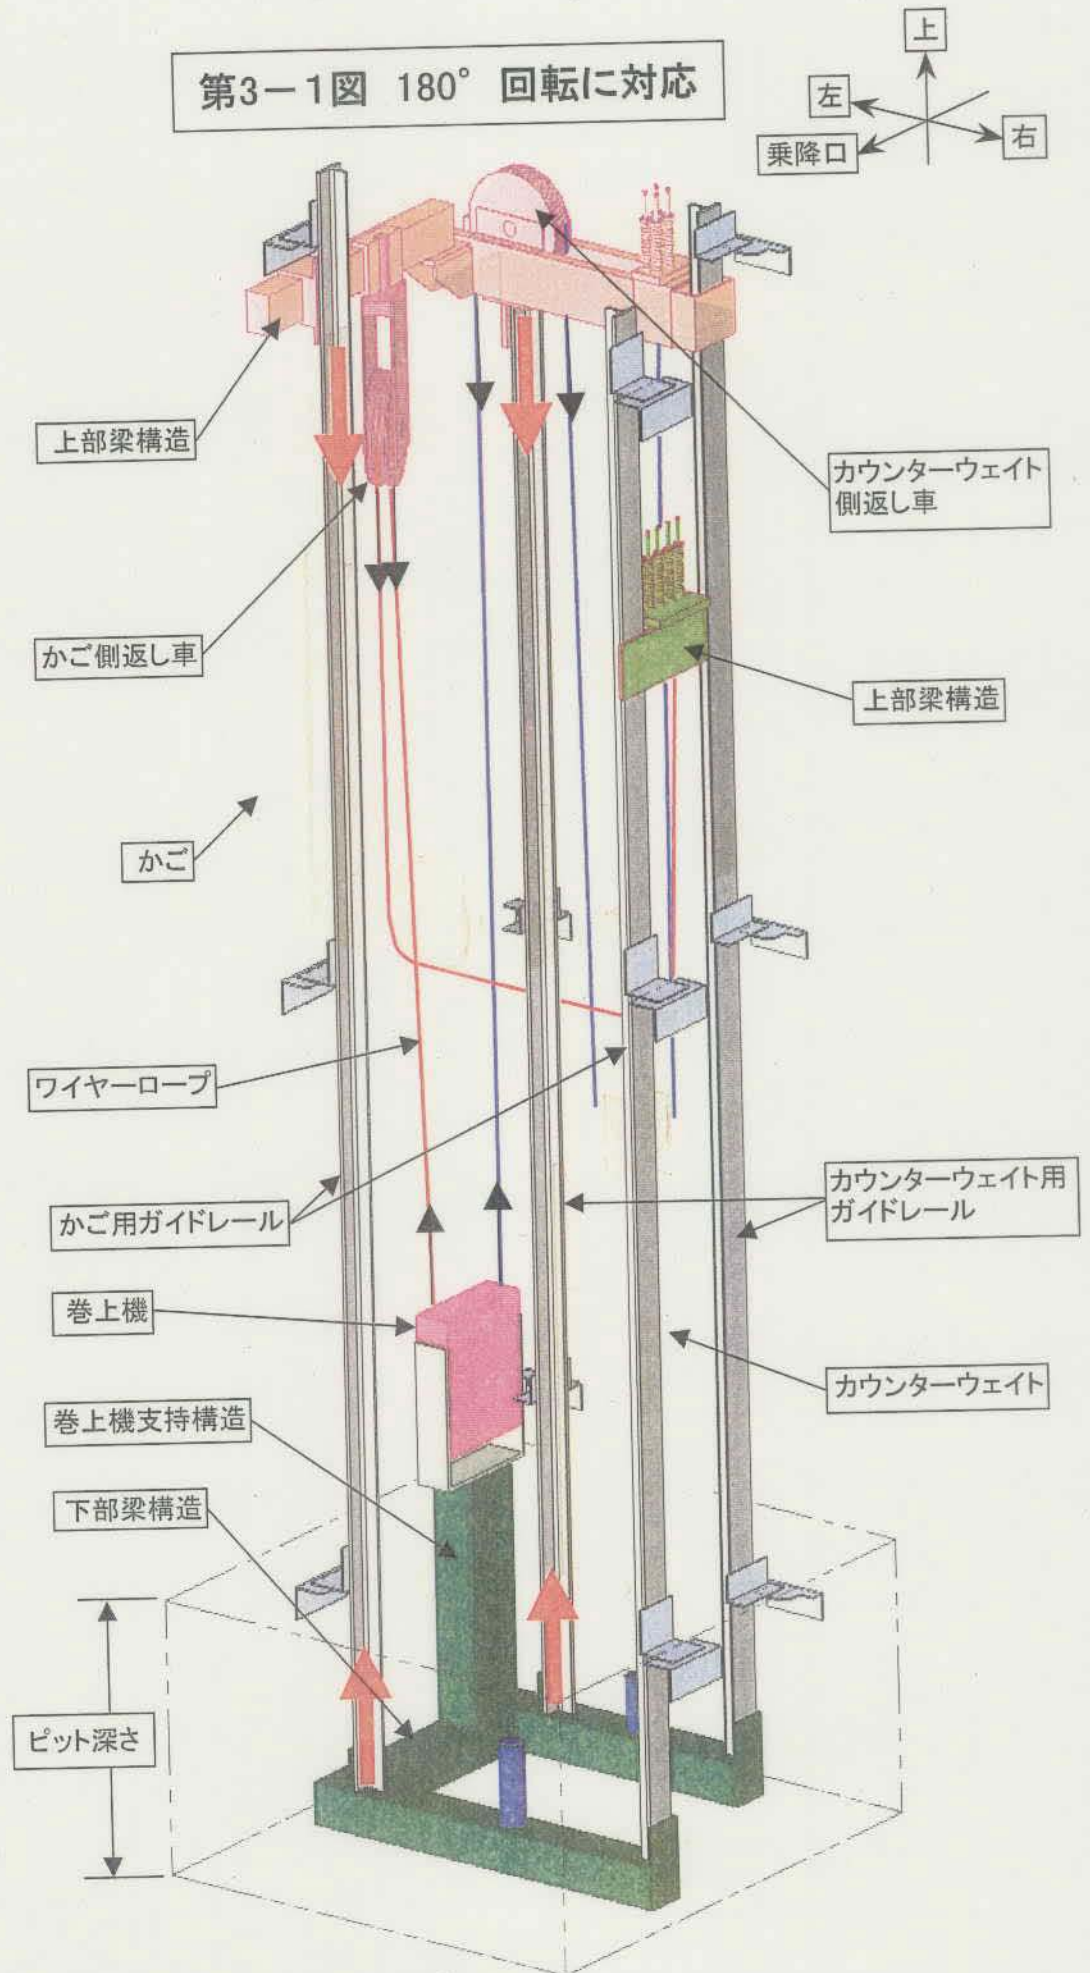 第3－1図 180° 回転に対応
上
左
右
乗降口
上部梁構造
カウンターウェイト
側返し車
かご側返し車
上部梁構造
かご
ワイヤーロープ
かご用ガイドレール
カウンターウェイト用
ガイドレール
巻上機
カウンターウェイト
巻上機支持構造
下部梁構造
ピット深さ